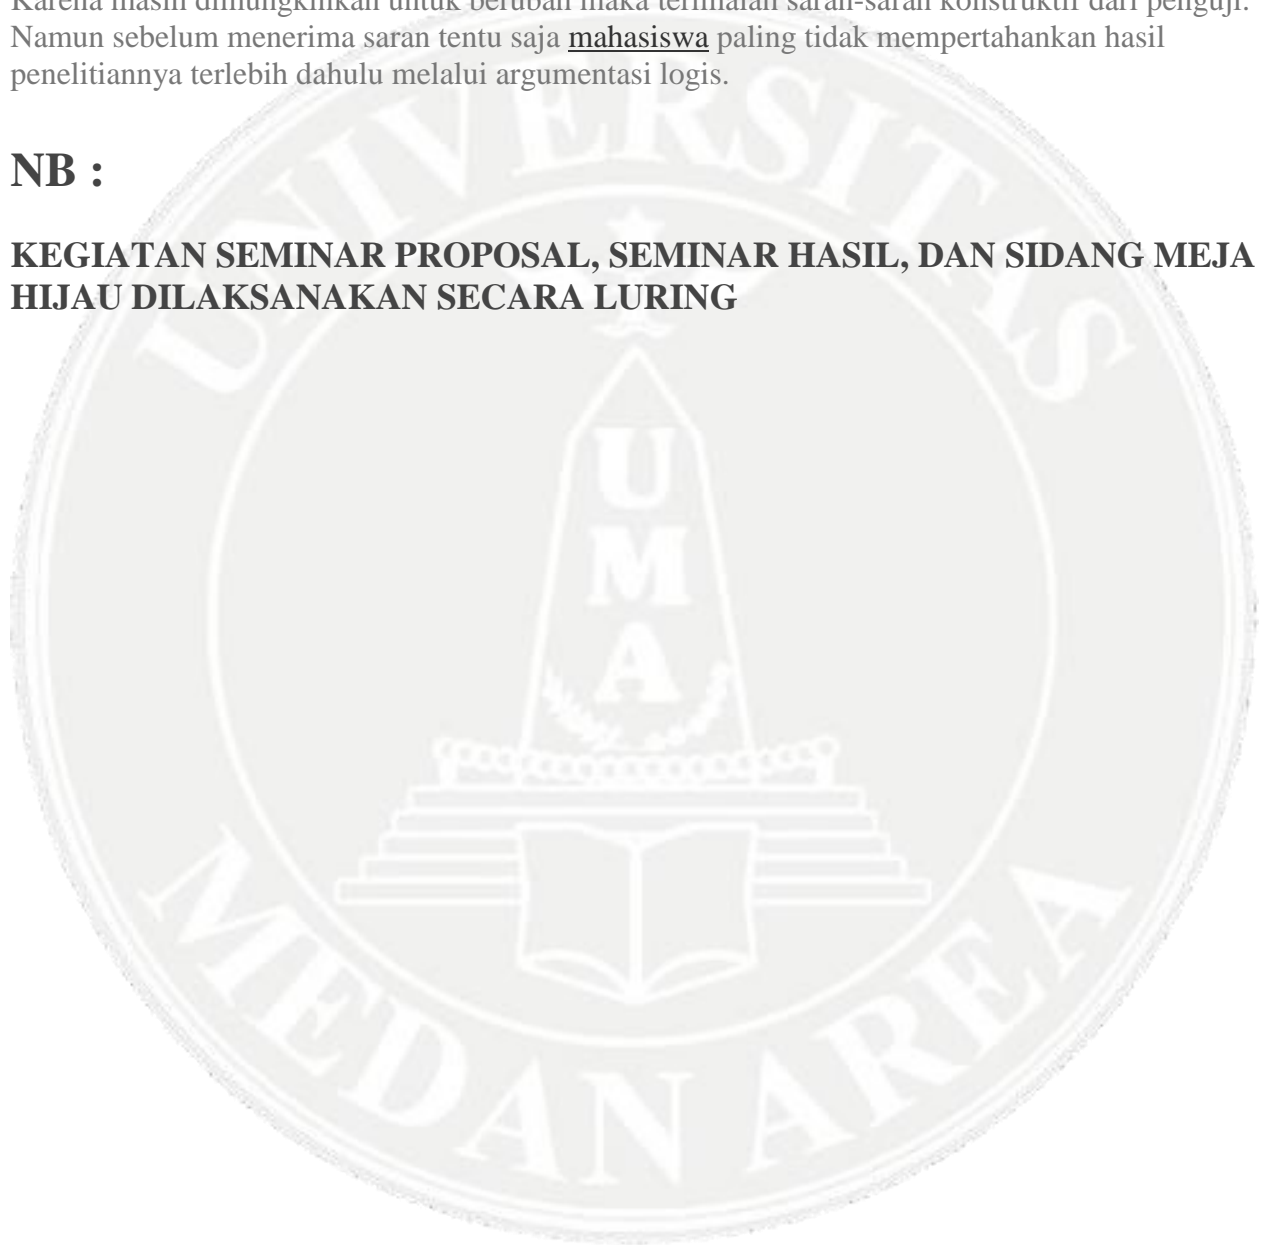 Karena masih dimungkinkan untuk berubah maka terimalah saran-saran konstruktif dari penguji.
Namun sebelum menerima saran tentu saja mahasiswa paling tidak mempertahankan hasil
penelitiannya terlebih dahulu melalui argumentasi logis.
NB :
KEGIATAN SEMINAR PROPOSAL, SEMINAR HASIL, DAN SIDANG MEJA
HIJAU DILAKSANAKAN SECARA LURING
UNIVERSITAS
U
M
A
MEDAN AREA